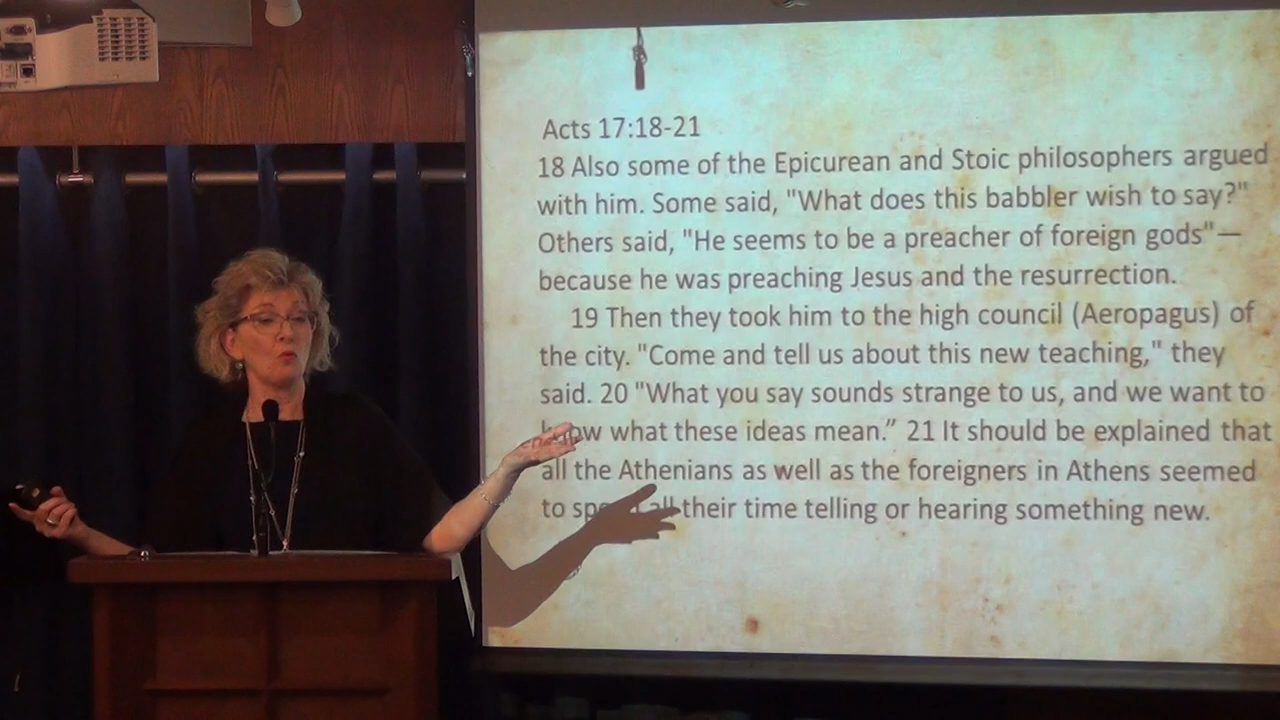 Acts 17:18-21
18 Also some of the Epicurean and Stoic philosophers argued
with him. Some said, "What does this babbler wish to say?"
Others said, "He seems to be a preacher of foreign gods"—
because he was preaching Jesus and the resurrection.
19 Then they took him to the high council (Aeropagus) of
the city. "Come and tell us about this new teaching," they
said. 20 "What you say sounds strange to us, and we want to
know what these ideas mean.” 21 It should be explained that
all the Athenians as well as the foreigners in Athens seemed
to spend all their time telling or hearing something new.